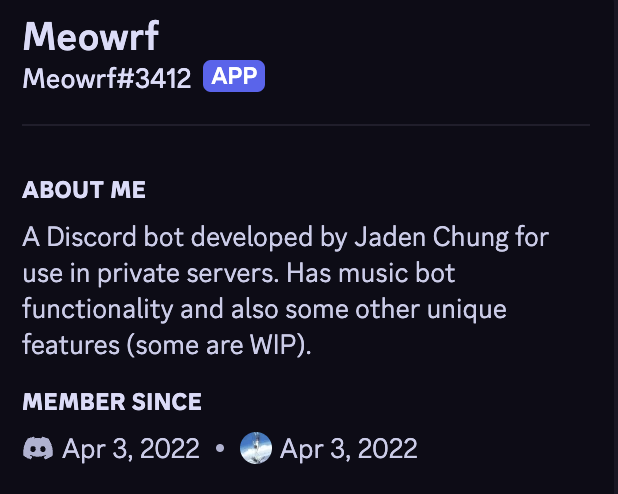 Meowrf
Meowrf#3412 APP
ABOUT ME
A Discord bot developed by Jaden Chung for
use in private servers. Has music bot
functionality and also some other unique
features (some are WIP).
MEMBER SINCE
Apr 3, 2022 • Apr 3, 2022